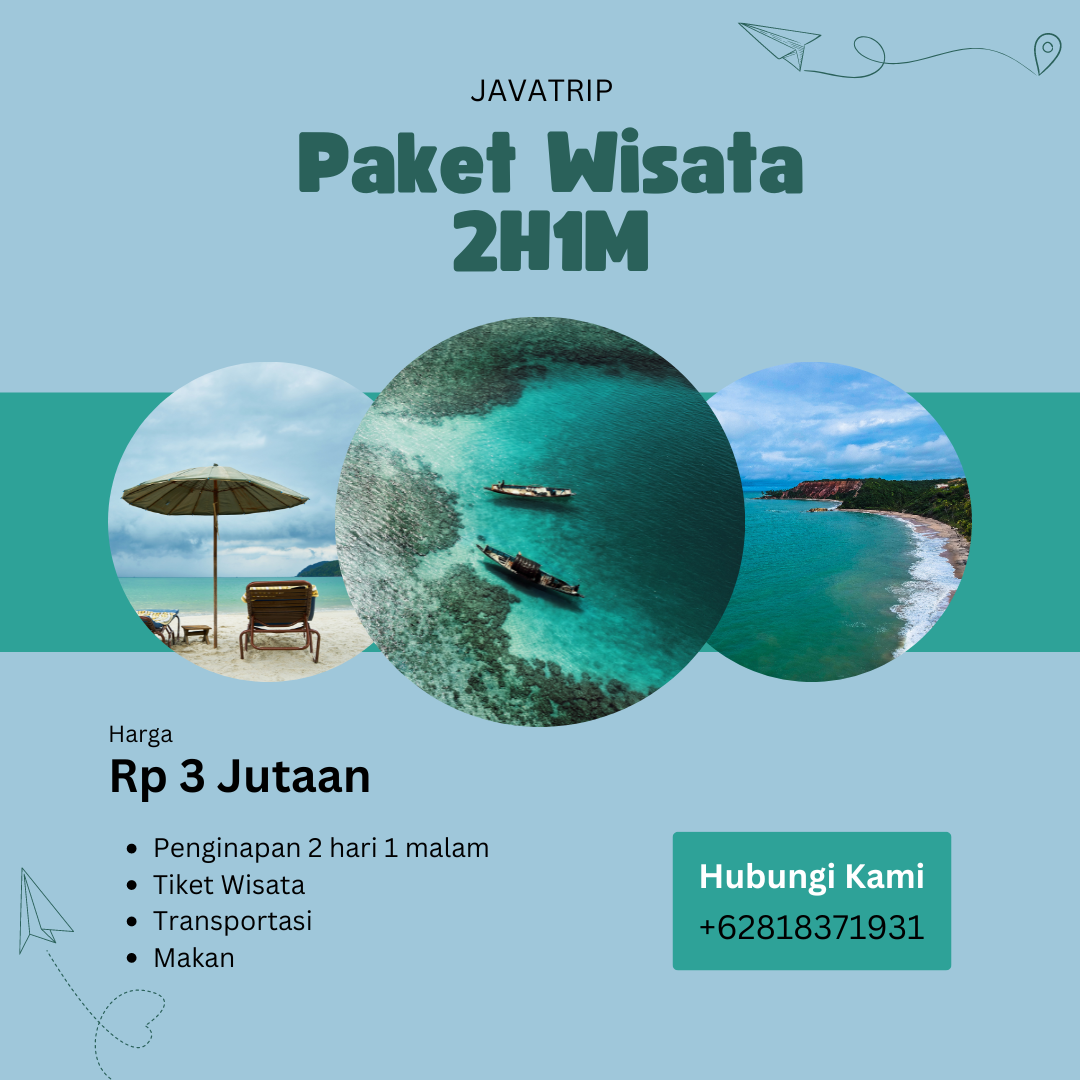 JAVATRIP
Paket Wisata
2H1M
Harga
Rp 3 Jutaan
Penginapan 2 hari 1 malam
Tiket Wisata
Transportasi
Makan
Hubungi Kami
+62818371931